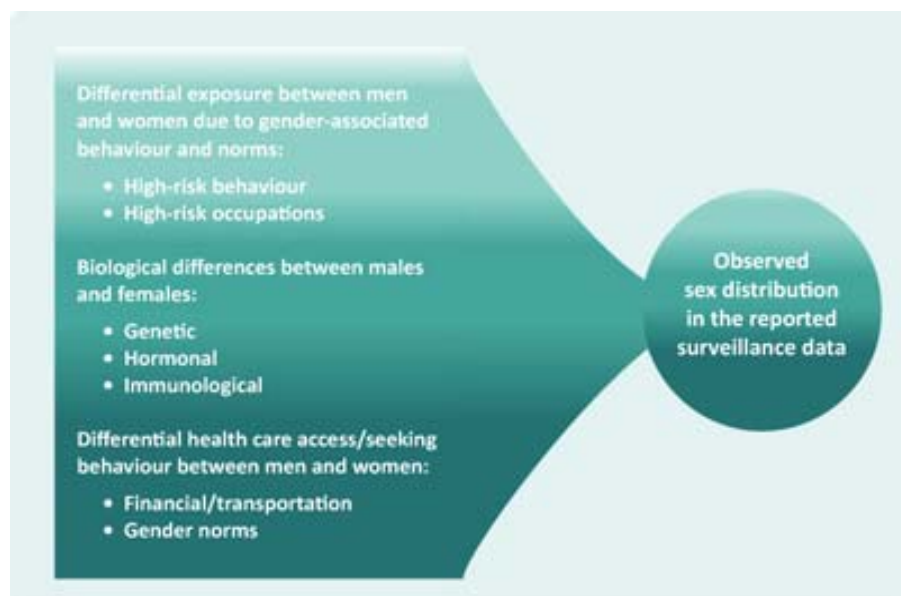 Differential exposure between men
and women due to gender-associated
behaviour and norms:
• High-risk behaviour
• High-risk occupations
Biological differences between males
and females:
• Genetic
• Hormonal
• Immunological
Differential health care access/seeking
behaviour between men and women:
• Financial/transportation
• Gender norms
Observed
sex distribution
in the reported
surveillance data